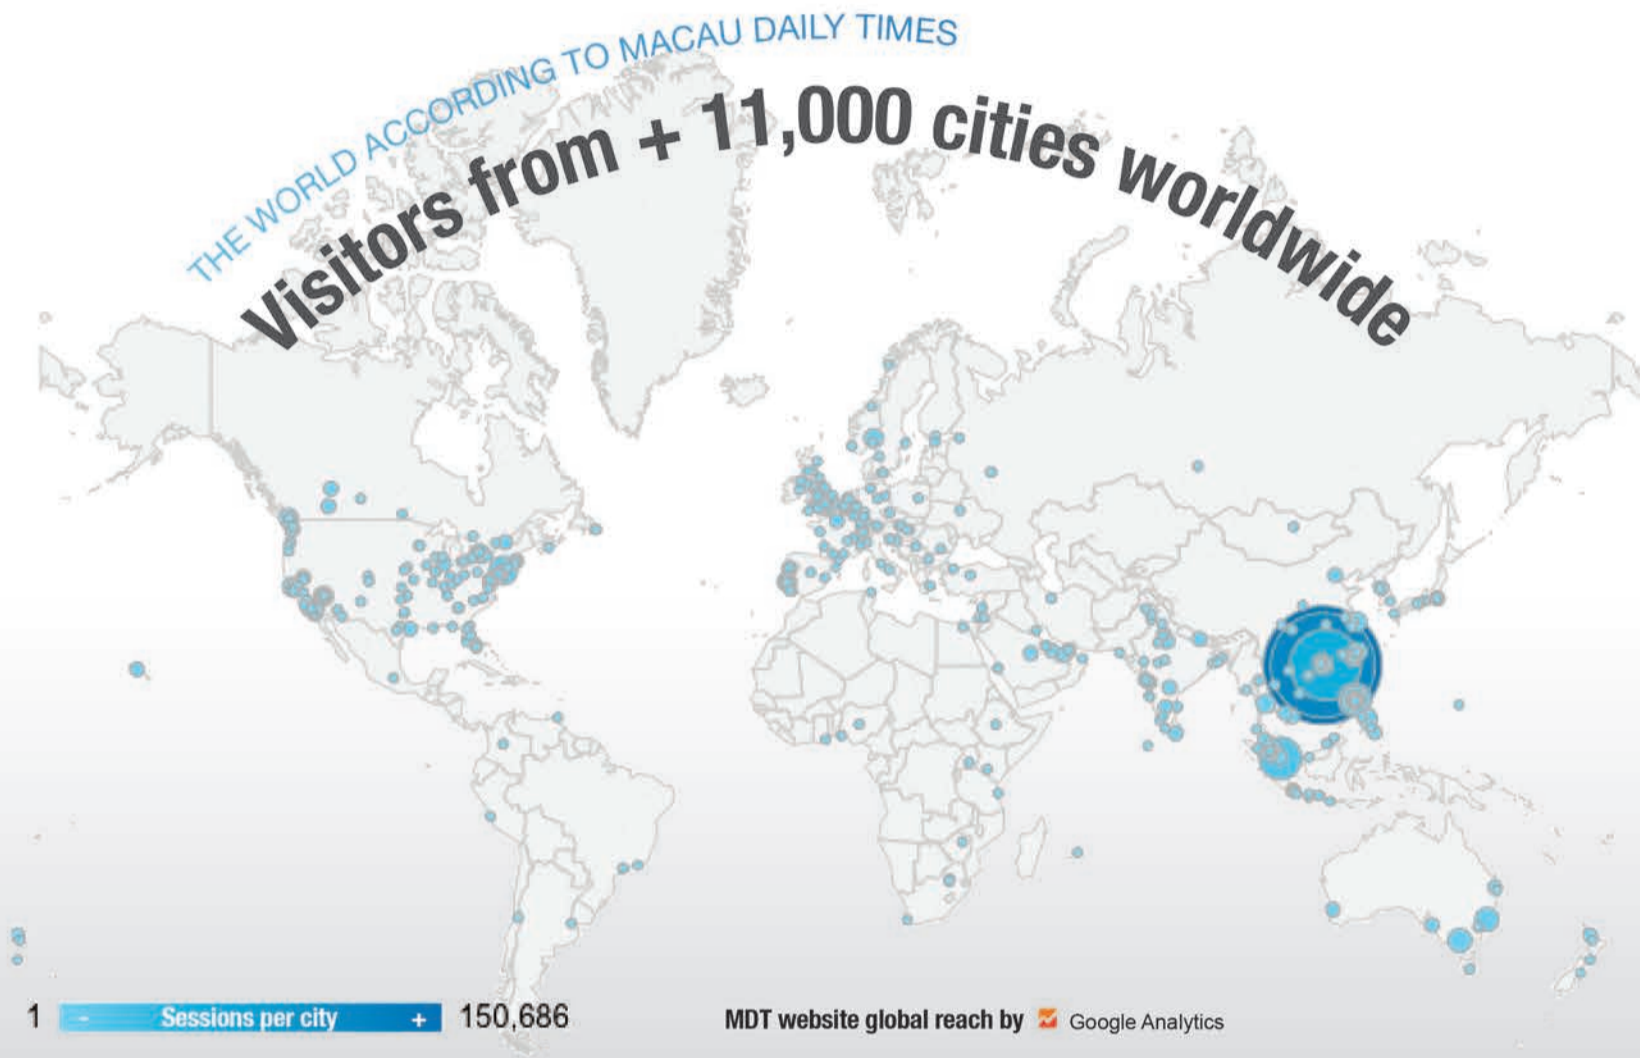 THE WORLD ACCORDING TO MACAU DAILY TIMES
Visitors from + 11,000 cities worldwide
1 - Sessions per city + 150,686
MDT website global reach by Google Analytics